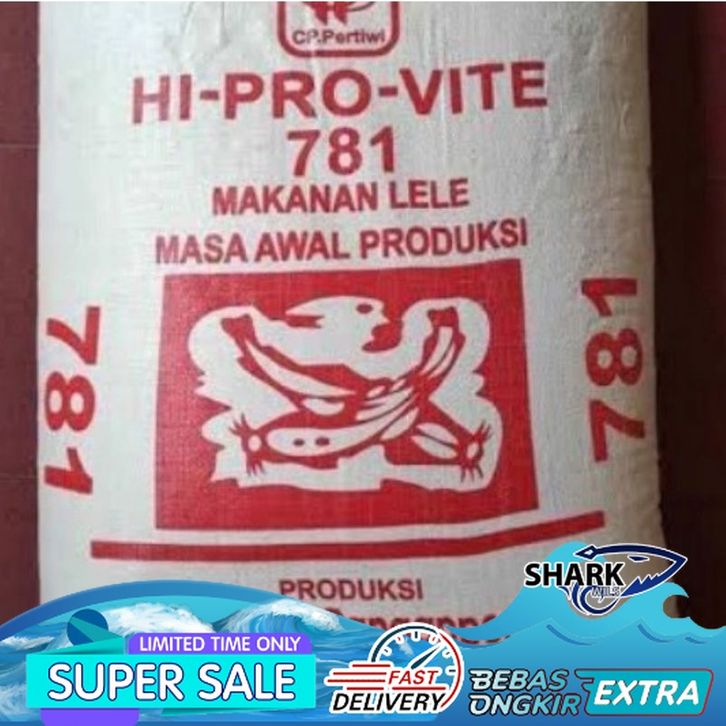 CP.Pertiwi
HI-PRO-VITE
781
MAKANAN LELE
MASA AWAL PRODUKSI
781
781
PRODUKSI
SHARK
LIMITED TIME ONLY
SUPER SALE
FAST
DELIVERY
BEBAS
ONGKIR
EXTRA